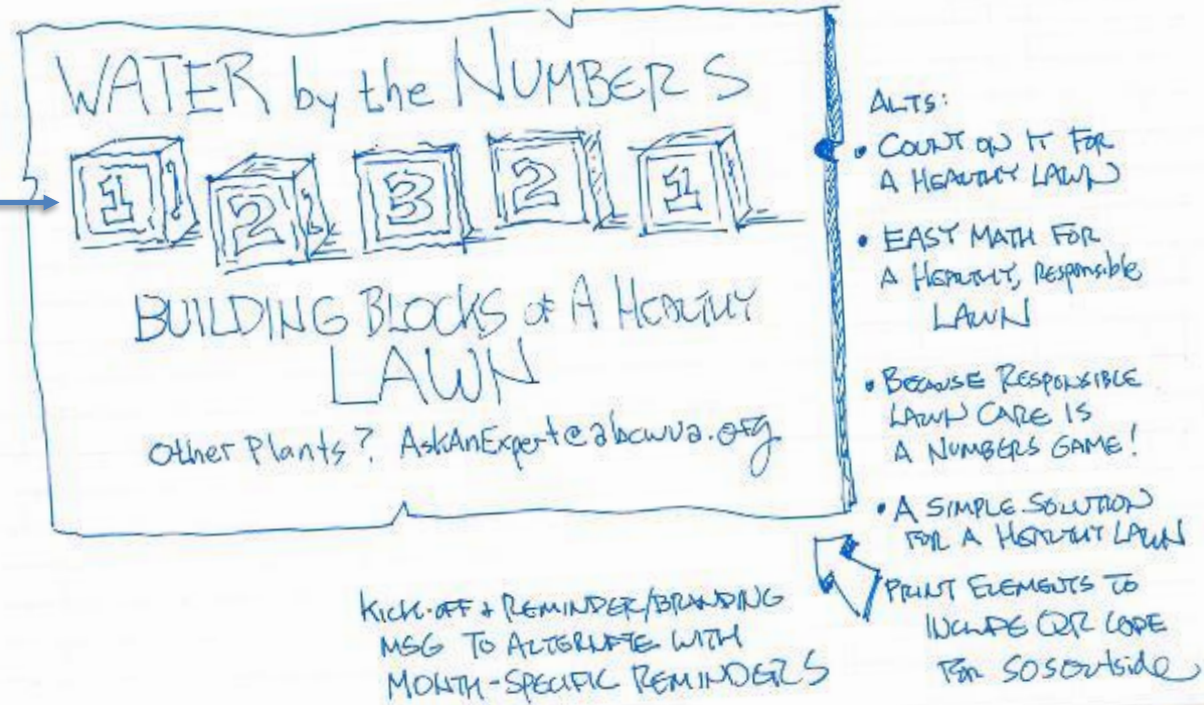 WATER by the NUMBERS
1 2 3 2 1
BUILDING BLOCKS of A HEALTHY
LAWN
Other Plants? AskAnExpert@abcwua.org
ALTS:
• COUNT ON IT FOR
A HEALTHY LAWN
• EASY MATH FOR
A HEALTHY, RESPONSIBLE
LAWN
• BECAUSE RESPONSIBLE
LAWN CARE IS
A NUMBERS GAME!
• A SIMPLE SOLUTION
FOR A HEALTHY LAWN
PRINT ELEMENTS TO
INCLUDE QR CODE
FOR 505Outside
KICK-OFF & REMINDER/BRANDING
MSG TO ALTERNATE WITH
MONTH-SPECIFIC REMINDERS